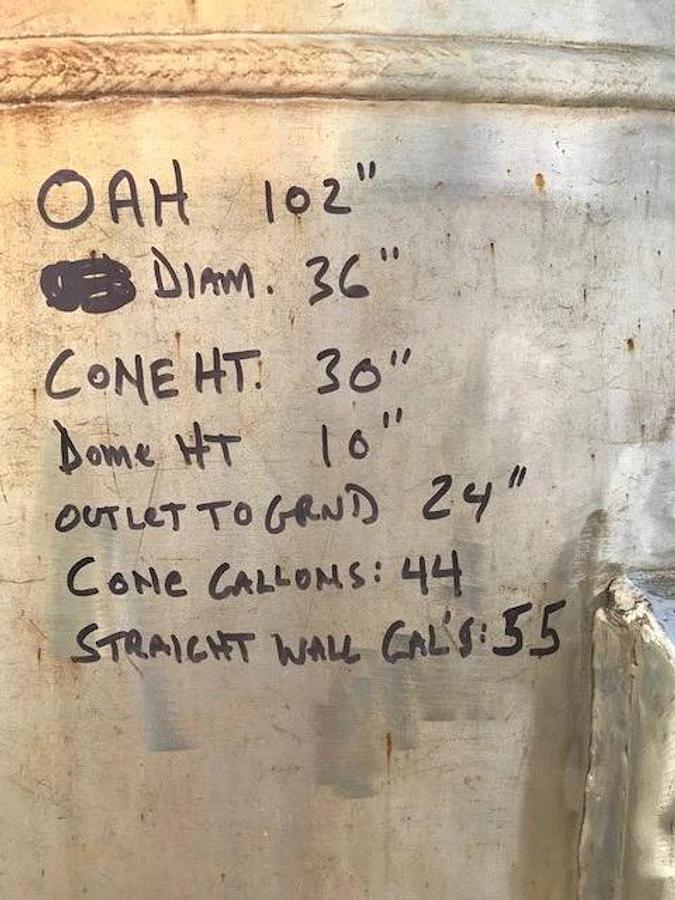 OAH 102"
DIAM. 36"
CONE HT. 30"
Dome HT 10"
OUTLET TO GRND 24"
CONE GALLONS: 44
STRAIGHT WALL GAL'S: 55